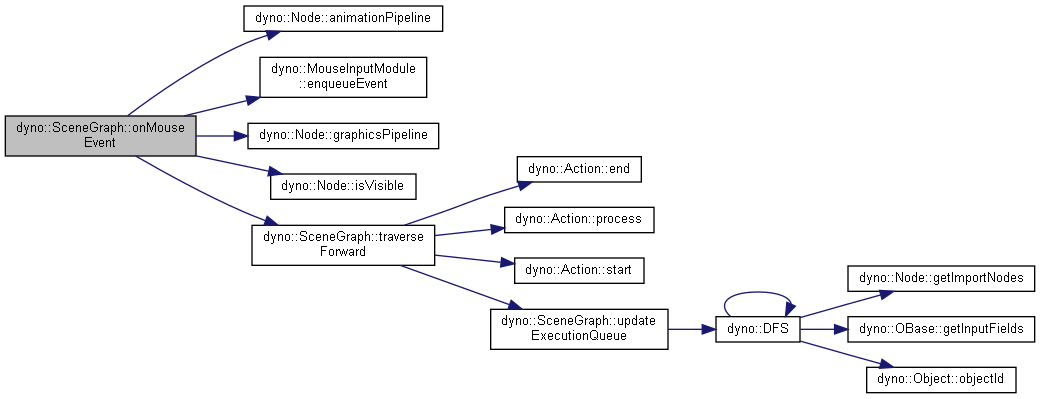 dyno::Node::animationPipeline
dyno::MouseInputModule
::enqueueEvent
dyno::SceneGraph::onMouse
Event
dyno::Node::graphicsPipeline
dyno::Node::isVisible
dyno::SceneGraph::traverse
Forward
dyno::Action::end
dyno::Action::process
dyno::Action::start
dyno::SceneGraph::update
ExecutionQueue
dyno::DFS
dyno::Node::getImportNodes
dyno::OBase::getInputFields
dyno::Object::objectId